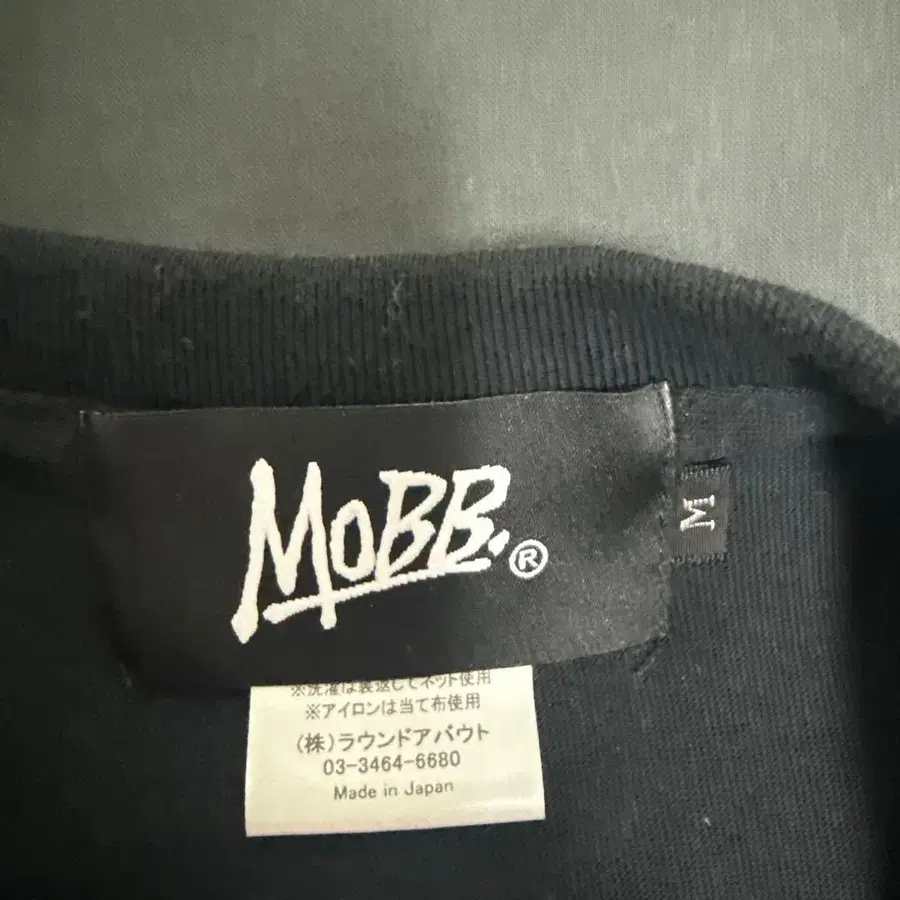 MOBB.®
M
※洗濯は裏返してネット使用
※アイロンは当て布使用
(株)ラウンドアバウト
03-3464-6680
Made in Japan